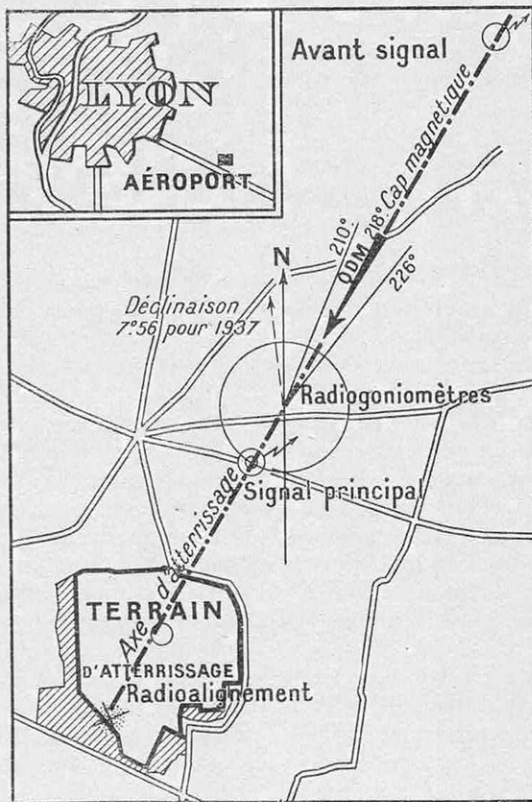 LYON
AÉROPORT
Avant signal
Cap magnétique
QDM 218°
210°
226°
N
Déclinaison
7°56 pour 1937
Radiogoniomètres
Signal principal
Axe d'atterrissage
TERRAIN
D'ATTERRISSAGE
Radioalignement